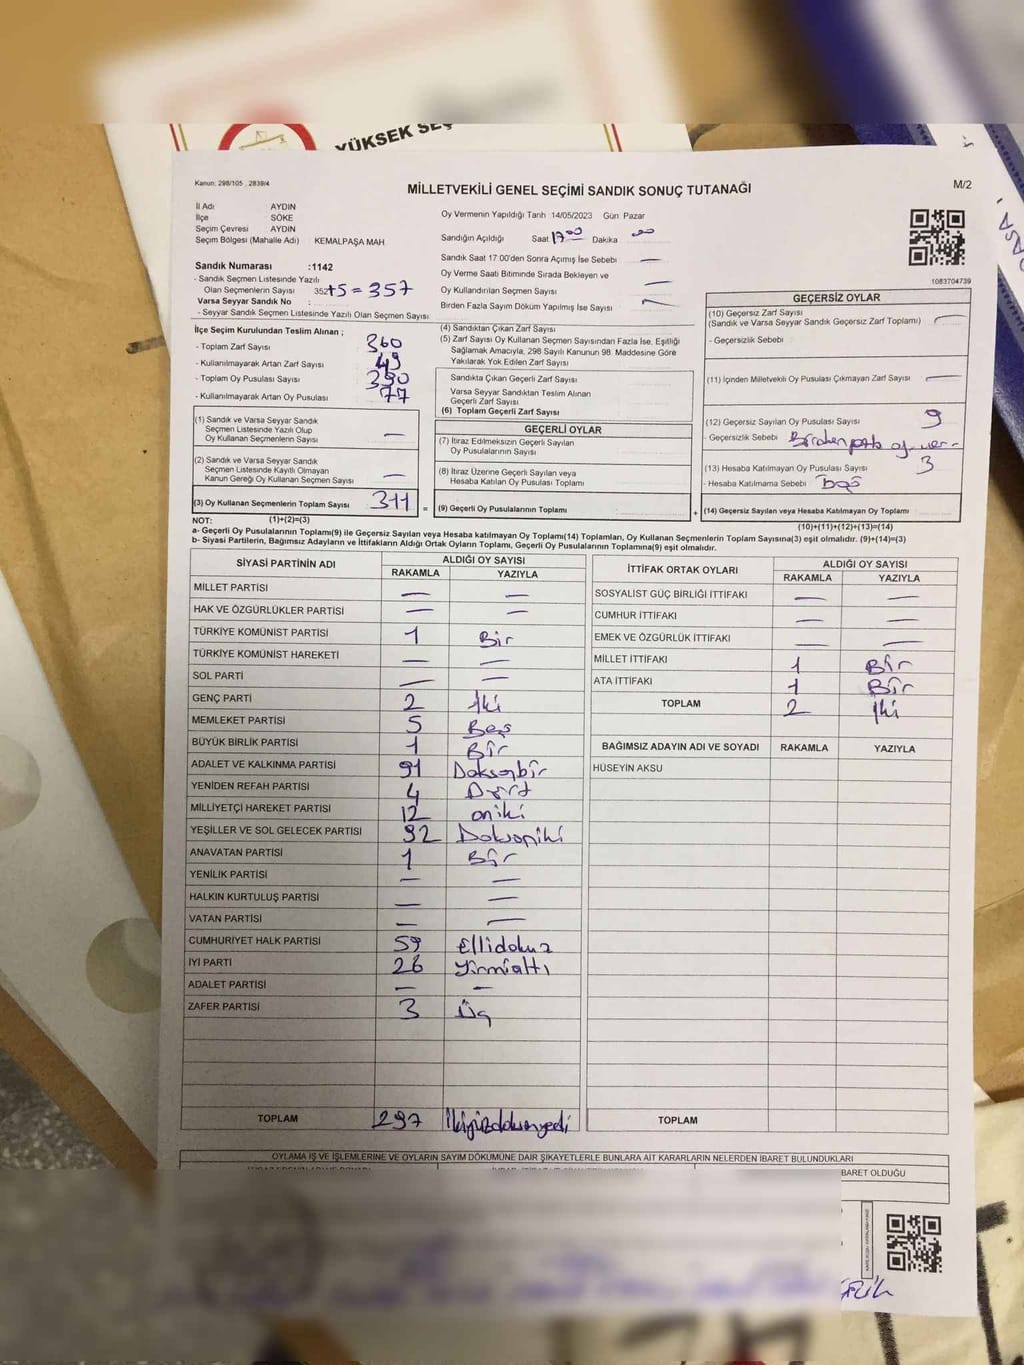 YÜKSEK SEÇ
Kanun: 298/105 , 2839/4
MİLLETVEKİLİ GENEL SEÇİMİ SANDIK SONUÇ TUTANAĞI
M/2
İl Adı AYDIN
İlçe SÖKE
Seçim Çevresi AYDIN
Seçim Bölgesi (Mahalle Adı) KEMALPAŞA MAH
Oy Vermenin Yapıldığı Tarih 14/05/2023 Gün Pazar
Sandığın Açıldığı Saat 17 00 Dakika 00
Sandık Saat 17:00'den Sonra Açımış İse Sebebi —
Oy Verme Saati Bitiminde Sırada Bekleyen ve
Oy Kullandırılan Seçmen Sayısı —
Birden Fazla Sayım Döküm Yapılmış İse Sayısı —
1083704739
Sandık Numarası :1142
- Sandık Seçmen Listesinde Yazılı
Olan Seçmenlerin Sayısı 352+5=357
Varsa Seyyar Sandık No :
- Seyyar Sandık Seçmen Listesinde Yazılı Olan Seçmen Sayısı:
İlçe Seçim Kurulundan Teslim Alınan ;
- Toplam Zarf Sayısı 360
- Kullanılmayarak Artan Zarf Sayısı 49
- Toplam Oy Pusulası Sayısı 390
- Kullanılmayarak Artan Oy Pusulası 77
(1) Sandık ve Varsa Seyyar Sandık
Seçmen Listesinde Yazılı Olup
Oy Kullanan Seçmenlerin Sayısı —
(2) Sandık ve Varsa Seyyar Sandık
Seçmen Listesinde Kayıtlı Olmayan
Kanun Gereği Oy Kullanan Seçmen Sayısı —
(3) Oy Kullanan Seçmenlerin Toplam Sayısı 311
(4) Sandıktan Çıkan Zarf Sayısı
(5) Zarf Sayısı Oy Kullanan Seçmen Sayısından Fazla İse, Eşitliği
Sağlamak Amacıyla, 298 Sayılı Kanunun 98. Maddesine Göre
Yakılarak Yok Edilen Zarf Sayısı
Sandıkta Çıkan Geçerli Zarf Sayısı
Varsa Seyyar Sandıktan Teslim Alınan
Geçerli Zarf Sayısı
(6) Toplam Geçerli Zarf Sayısı
GEÇERLİ OYLAR
(7) İtiraz Edilmeksizin Geçerli Sayılan
Oy Pusulalarının Sayısı
(8) İtiraz Üzerine Geçerli Sayılan veya
Hesaba Katılan Oy Pusulası Toplamı
= (9) Geçerli Oy Pusulalarının Toplamı
GEÇERSİZ OYLAR
(10) Geçersiz Zarf Sayısı
(Sandık ve Varsa Seyyar Sandık Geçersiz Zarf Toplamı) —
- Geçersizlik Sebebi :
(11) İçinden Milletvekili Oy Pusulası Çıkmayan Zarf Sayısı —
(12) Geçersiz Sayılan Oy Pusulası Sayısı 9
- Geçersizlik Sebebi :
(13) Hesaba Katılmayan Oy Pusulası Sayısı 3
- Hesaba Katılmama Sebebi : boş
+ (14) Geçersiz Sayılan veya Hesaba Katılmayan Oy Toplamı
NOT: (1)+(2)=(3)
(10)+(11)+(12)+(13)=(14)
a- Geçerli Oy Pusulalarının Toplamı(9) ile Geçersiz Sayılan veya Hesaba katılmayan Oy Toplamı(14) Toplamları, Oy Kullanan Seçmenlerin Toplam Sayısına(3) eşit olmalıdır. (9)+(14)=(3)
b- Siyasi Partilerin, Bağımsız Adayların ve İttifakların Aldığı Ortak Oyların Toplamı, Geçerli Oy Pusulalarının Toplamına(9) eşit olmalıdır.
SİYASİ PARTİNİN ADI ALDIĞI OY SAYISI
RAKAMLA YAZIYLA
MİLLET PARTİSİ — —
HAK VE ÖZGÜRLÜKLER PARTİSİ — —
TÜRKİYE KOMÜNİST PARTİSİ 1 Bir
TÜRKİYE KOMÜNİST HAREKETİ — —
SOL PARTİ — —
GENÇ PARTİ 2 İki
MEMLEKET PARTİSİ 5 Beş
BÜYÜK BİRLİK PARTİSİ 1 Bir
ADALET VE KALKINMA PARTİSİ 91 Doksanbir
YENİDEN REFAH PARTİSİ 4 Dört
MİLLİYETÇİ HAREKET PARTİSİ 12 oniki
YEŞİLLER VE SOL GELECEK PARTİSİ 92 Doksaniki
ANAVATAN PARTİSİ 1 Bir
YENİLİK PARTİSİ — —
HALKIN KURTULUŞ PARTİSİ — —
VATAN PARTİSİ — —
CUMHURİYET HALK PARTİSİ 59 Ellidokuz
İYİ PARTİ 26 Yirmialtı
ADALET PARTİSİ — —
ZAFER PARTİSİ 3 Üç
TOPLAM 297 İkiyüzdoksanyedi
İTTİFAK ORTAK OYLARI ALDIĞI OY SAYISI
RAKAMLA YAZIYLA
SOSYALİST GÜÇ BİRLİĞİ İTTİFAKI — —
CUMHUR İTTİFAKI — —
EMEK VE ÖZGÜRLÜK İTTİFAKI — —
MİLLET İTTİFAKI 1 Bir
ATA İTTİFAKI 1 Bir
TOPLAM 2 İki
BAĞIMSIZ ADAYIN ADI VE SOYADI RAKAMLA YAZIYLA
HÜSEYİN AKSU
TOPLAM
OYLAMA İŞ VE İŞLEMLERİNE VE OYLARIN SAYIM DÖKÜMÜNE DAİR ŞİKAYETLERLE BUNLARA AİT KARARLARIN NELERDEN İBARET BULUNDUKLARI
BARET OLDUĞU